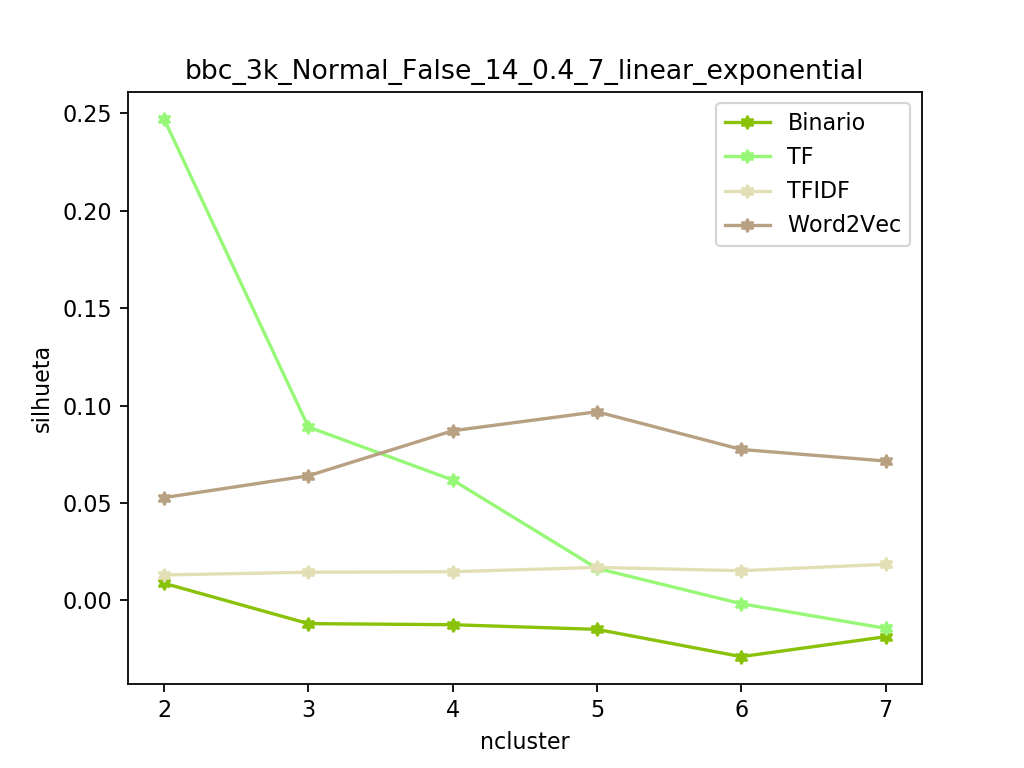 bbc_3k_Normal_False_14_0.4_7_linear_exponential
0.25
0.20
0.15
0.10
0.05
0.00
silhueta
Binario
TF
TFIDF
Word2Vec
2 3 4 5 6 7
ncluster